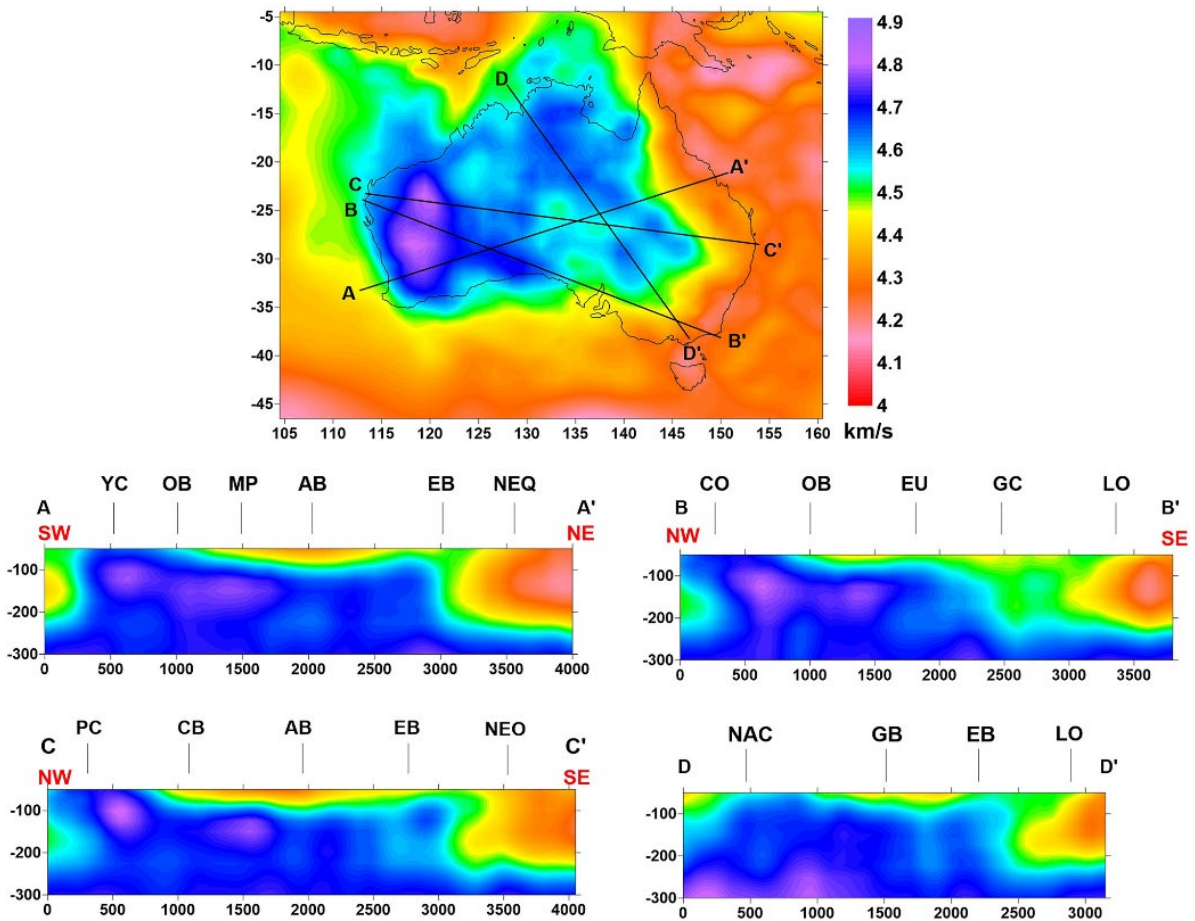 -5
-10
-15
-20
-25
-30
-35
-40
-45
105 110 115 120 125 130 135 140 145 150 155 160
D
A'
C
B
C'
A
B'
D'
4.9
4.8
4.7
4.6
4.5
4.4
4.3
4.2
4.1
4
km/s
YC OB MP AB EB NEQ
A A'
SW NE
-100
-200
-300
0 500 1000 1500 2000 2500 3000 3500 4000
CO OB EU GC LO
B B'
NW SE
-100
-200
-300
0 500 1000 1500 2000 2500 3000 3500
PC CB AB EB NEO
C C'
NW SE
-100
-200
-300
0 500 1000 1500 2000 2500 3000 3500 4000
NAC GB EB LO
D D'
-100
-200
-300
0 500 1000 1500 2000 2500 3000